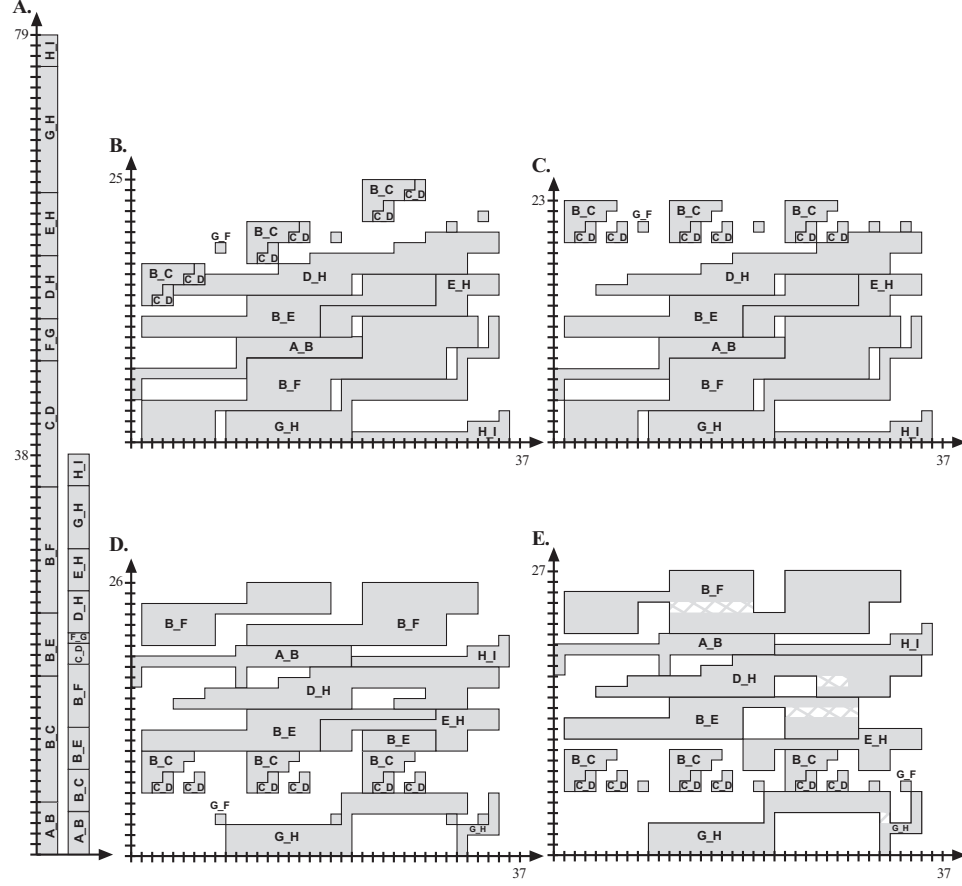 A.
79
H_I
G_H
E_H
D_H
F_G
C_D
38
B_F
B_E
B_C
A_B
H_I
G_H
E_H
D_H
F_G
C_D
B_F
B_E
B_C
A_B
B.
25
B_C
C_D
C_D
G_F
B_C
C_D
C_D
B_C
C_D
C_D
D_H
E_H
B_E
A_B
B_F
G_H
H_I
37
C.
23
B_C
G_F
B_C
B_C
C_D
C_D
C_D
C_D
C_D
C_D
D_H
E_H
B_E
A_B
B_F
G_H
H_I
37
D.
26
B_F
B_F
A_B
H_I
D_H
E_H
B_E
B_E
B_C
B_C
B_C
C_D
C_D
C_D
C_D
C_D
C_D
G_F
G_H
G_H
37
E.
27
B_F
A_B
H_I
D_H
B_E
E_H
B_C
B_C
B_C
G_F
C_D
C_D
C_D
C_D
C_D
C_D
G_H
G_H
37